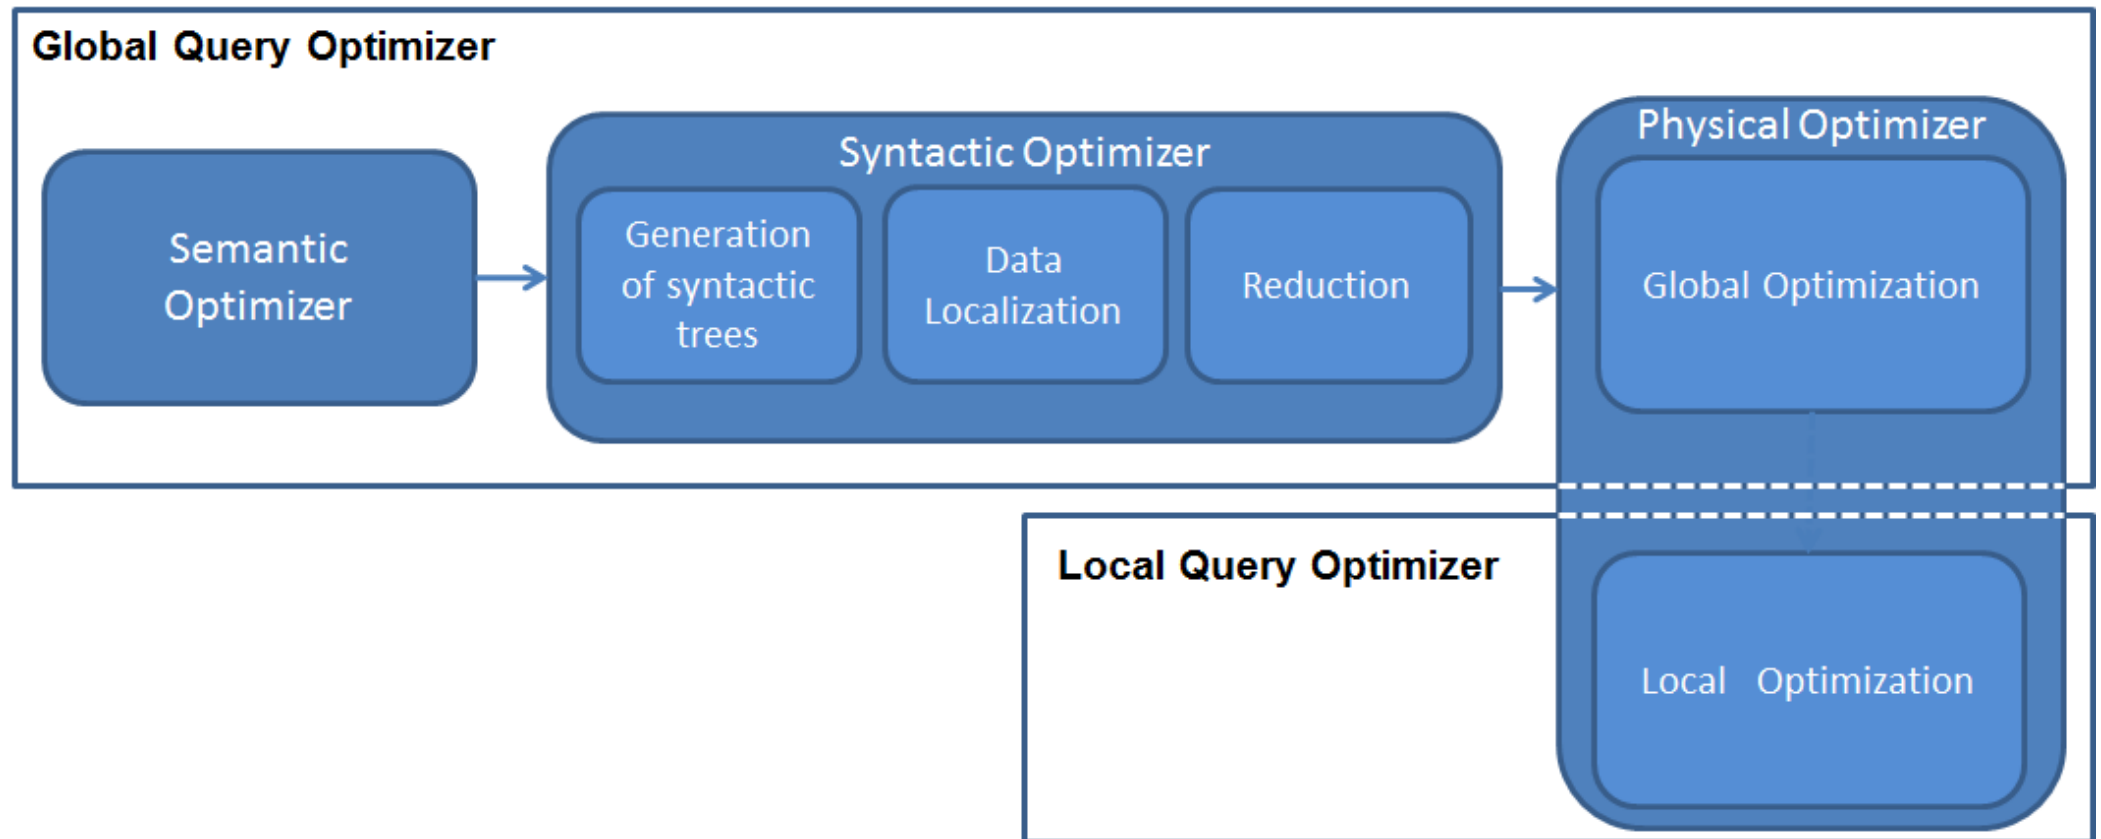 Global Query Optimizer
Semantic
Optimizer
Syntactic Optimizer
Generation
of syntactic
trees
Data
Localization
Reduction
Physical Optimizer
Global Optimization
Local Query Optimizer
Local Optimization